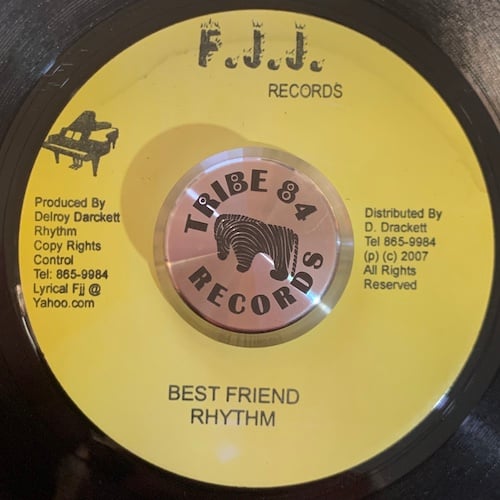 F.J.J.
RECORDS
Produced By
Delroy Darckett
Rhythm
Copy Rights
Control
Tel: 865-9984
Lyrical Fjj @
Yahoo.com
TRIBE 84
RECORDS
Distributed By
D. Drackett
Tel 865-9984
(p) (c) 2007
All Rights
Reserved
BEST FRIEND
RHYTHM